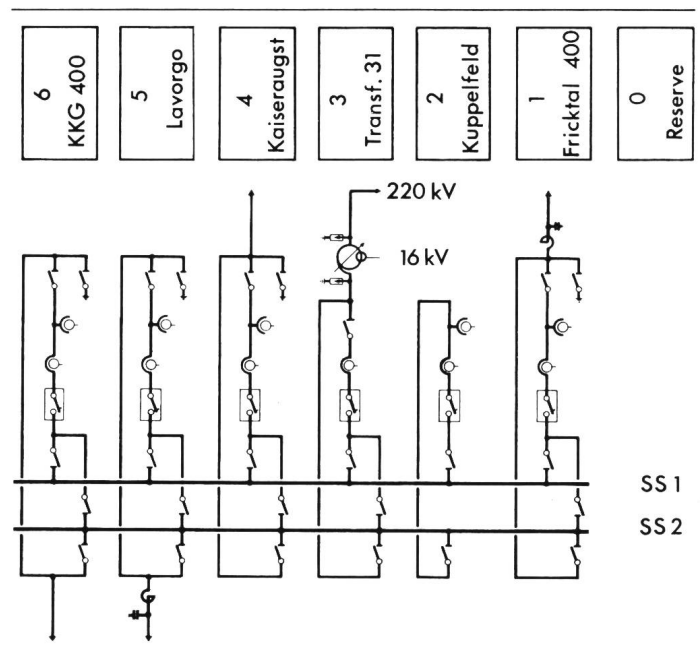 6
KKG 400
5
Lavorgo
4
Kaiseraugst
3
Transf. 31
2
Kuppelfeld
1
Fricktal 400
0
Reserve
220 kV
16 kV
SS 1
SS 2